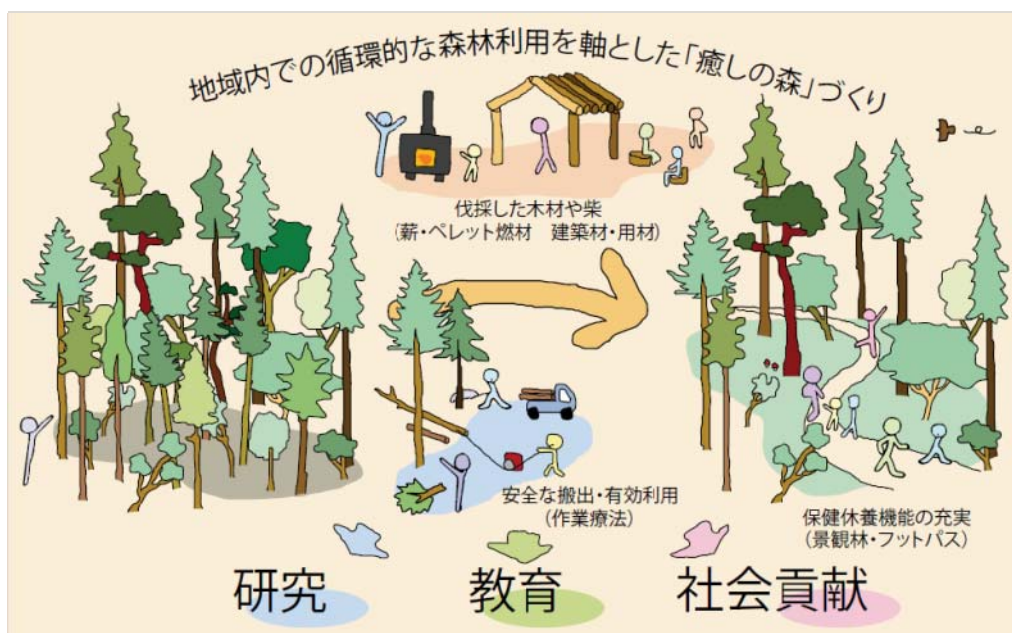 地域内での循環的な森林利用を軸とした「癒しの森」づくり
伐採した木材や柴
(薪・ペレット燃材　建築材・用材)
安全な搬出・有効利用
(作業療法)
保健休養機能の充実
(景観林・フットパス)
研究
教育
社会貢献